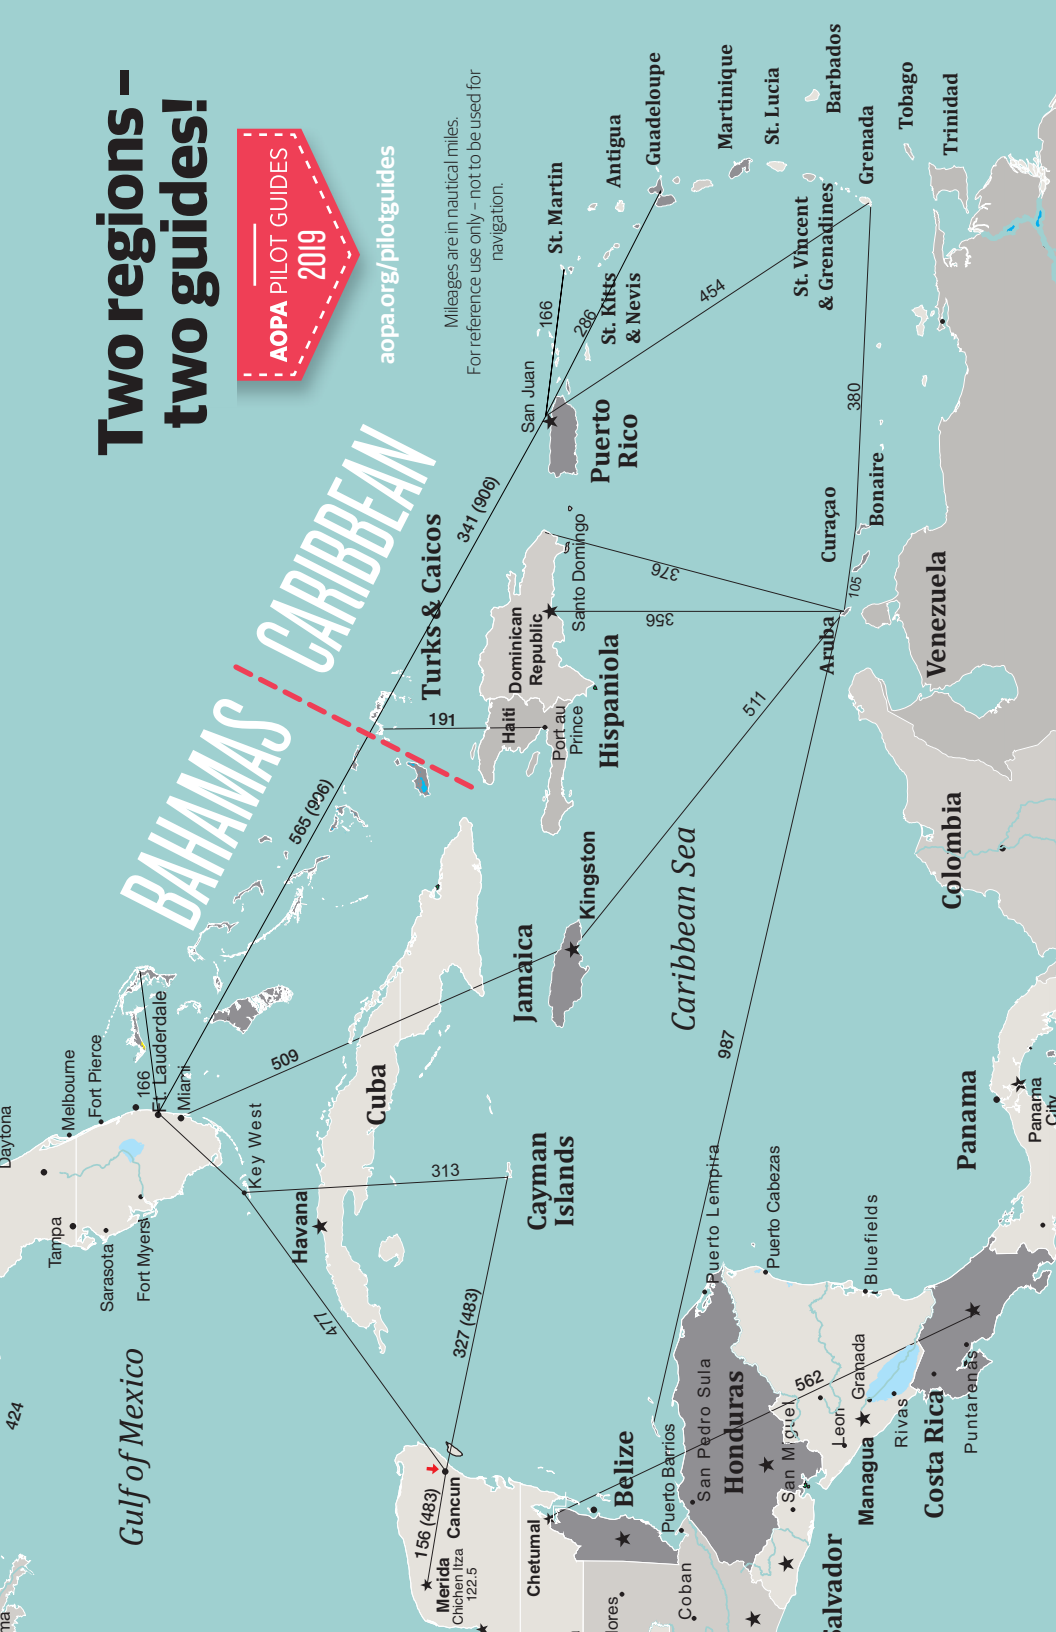 Two regions –
two guides!
AOPA PILOT GUIDES
2019
aopa.org/pilotguides
Mileages are in nautical miles.
For reference use only – not to be used for
navigation.
BAHAMAS
CARIBBEAN
Gulf of Mexico
424
Daytona
Melbourne
Fort Pierce
Tampa
Sarasota
Fort Myers
166
Ft. Lauderdale
Miami
Key West
Havana
Cuba
509
313
477
327 (483)
156 (483)
Cancun
Merida
Chichen Itza
122.5
Chetumal
Cayman
Islands
565 (906)
341 (906)
Turks & Caicos
191
Haiti
Port au
Prince
Dominican
Republic
Santo Domingo
Hispaniola
Jamaica
Kingston
San Juan
Puerto
Rico
166
286
454
St. Martin
St. Kitts
& Nevis
Antigua
Guadeloupe
Martinique
St. Lucia
St. Vincent
& Grenadines
Barbados
Grenada
Tobago
Trinidad
380
376
356
105
511
987
Caribbean Sea
Aruba
Curaçao
Bonaire
Venezuela
Colombia
Panama
Panama
City
Puerto Lempira
Puerto Cabezas
Bluefields
Belize
Puerto Barrios
San Pedro Sula
Honduras
San Miguel
562
Leon
Granada
Managua
Rivas
Costa Rica
Puntarenas
Coban
lores
Salvador
ma